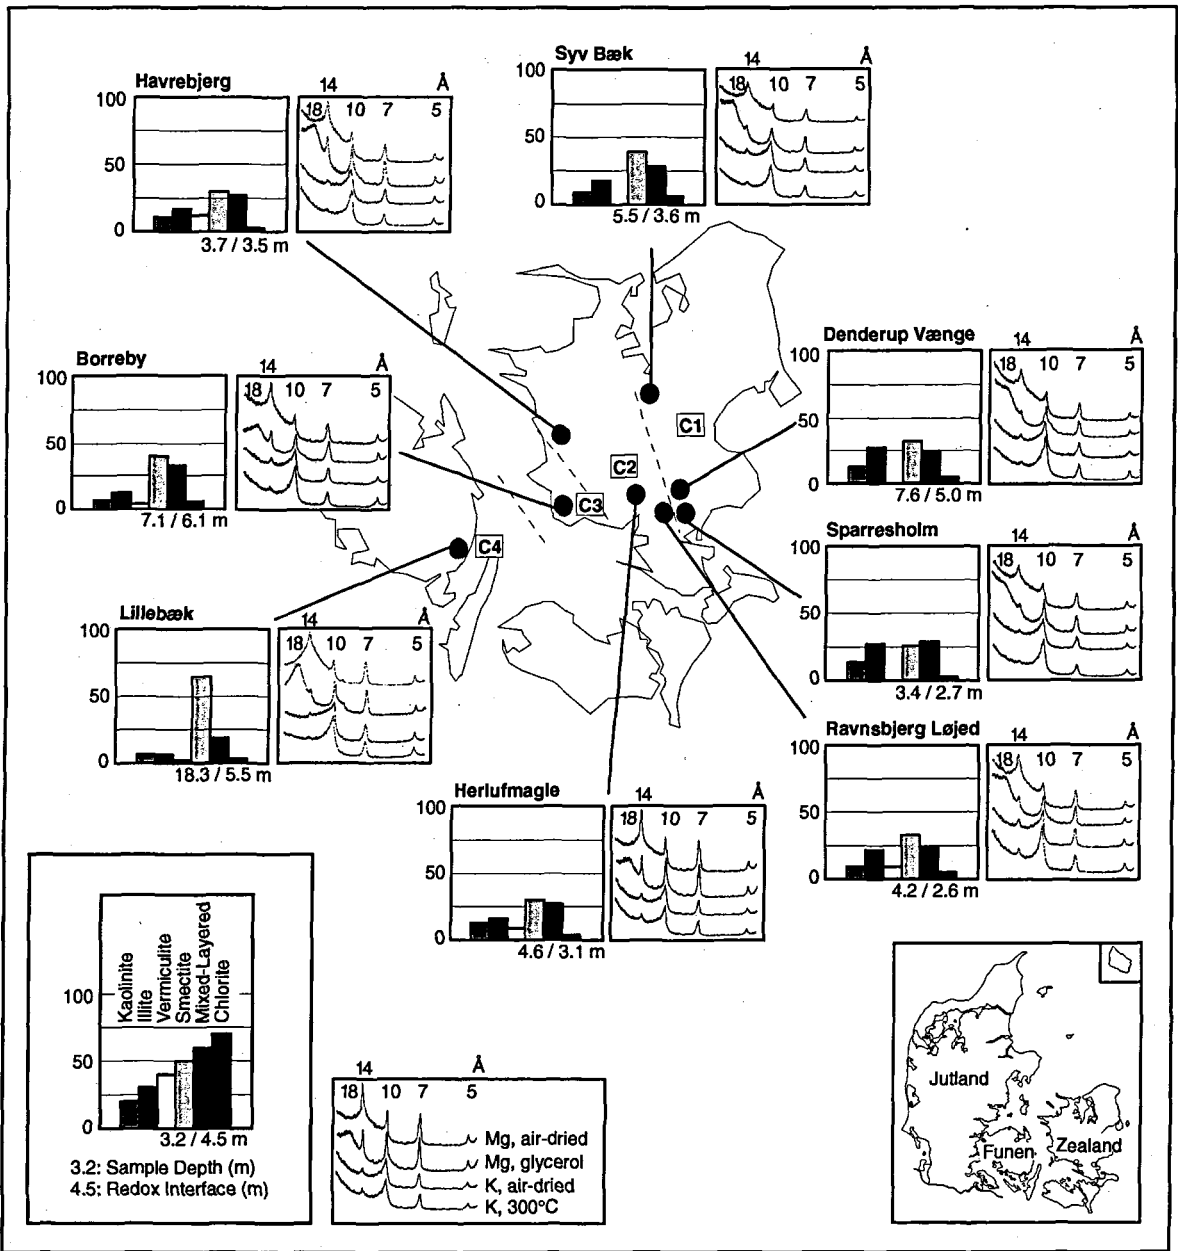 Syv Bæk
100
50
0
5.5 / 3.6 m
14
Å
18
10
7
5
Havrebjerg
100
50
0
3.7 / 3.5 m
14
Å
18
10
7
5
Denderup Vænge
100
50
0
7.6 / 5.0 m
14
Å
18
10
7
5
Borreby
100
50
0
7.1 / 6.1 m
14
Å
18
10
7
5
C1
C2
C3
C4
Sparresholm
100
50
0
3.4 / 2.7 m
14
Å
18
10
7
5
Lillebæk
100
50
0
18.3 / 5.5 m
14
Å
18
10
7
5
Ravnsbjerg Løjed
100
50
0
4.2 / 2.6 m
14
Å
18
10
7
5
Herlufmagle
100
50
0
4.6 / 3.1 m
14
Å
18
10
7
5
Kaolinite
Illite
Vermiculite
Smectite
Mixed-Layered
Chlorite
100
50
0
3.2 / 4.5 m
3.2: Sample Depth (m)
4.5: Redox Interface (m)
14
Å
18
10
7
5
Mg, air-dried
Mg, glycerol
K, air-dried
K, 300°C
Jutland
Funen
Zealand